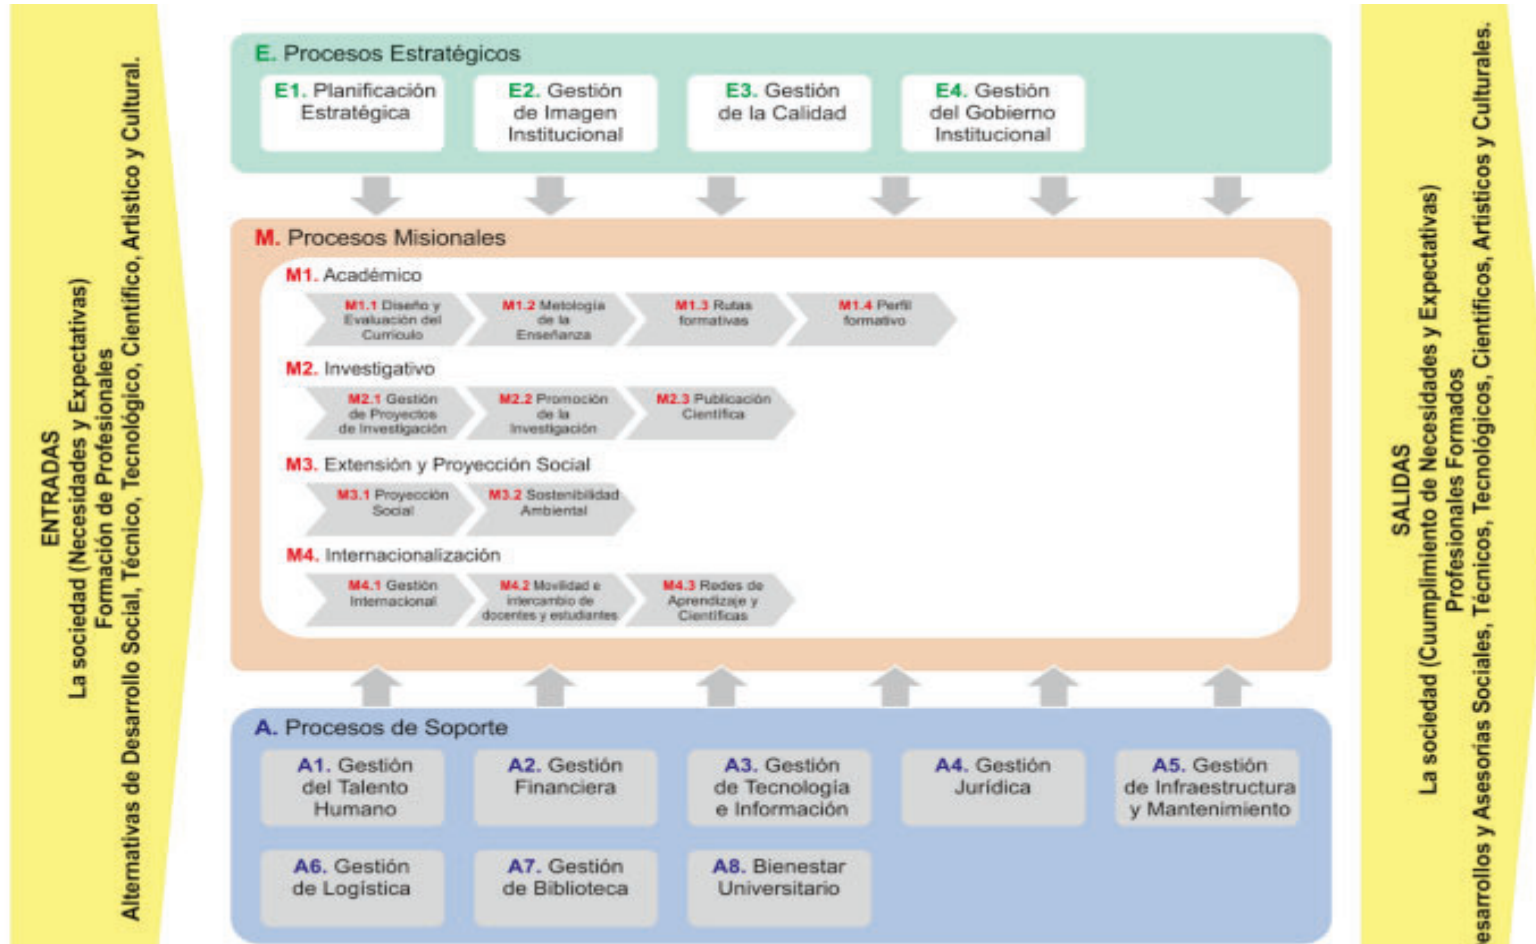 ENTRADAS
La sociedad (Necesidades y Expectativas)
Formación de Profesionales
Alternativas de Desarrollo Social, Técnico, Tecnológico, Científico, Artístico y Cultural.
E. Procesos Estratégicos
E1. Planificación
Estratégica
E2. Gestión
de Imagen
Institucional
E3. Gestión
de la Calidad
E4. Gestión
del Gobierno
Institucional
M. Procesos Misionales
M1. Académico
M1.1 Diseño y
Evaluación del
Currículo
M1.2 Metología
de la
Enseñanza
M1.3 Rutas
formativas
M1.4 Perfil
formativo
M2. Investigativo
M2.1 Gestión
de Proyectos
de Investigación
M2.2 Promoción
de la
Investigación
M2.3 Publicación
Científica
M3. Extensión y Proyección Social
M3.1 Proyección
Social
M3.2 Sostenibilidad
Ambiental
M4. Internacionalización
M4.1 Gestión
Internacional
M4.2 Movilidad e
intercambio de
docentes y estudiantes
M4.3 Redes de
Aprendizaje y
Científicas
A. Procesos de Soporte
A1. Gestión
del Talento
Humano
A2. Gestión
Financiera
A3. Gestión
de Tecnología
e Información
A4. Gestión
Jurídica
A5. Gestión
de Infraestructura
y Mantenimiento
A6. Gestión
de Logística
A7. Gestión
de Biblioteca
A8. Bienestar
Universitario
SALIDAS
La sociedad (Cuumplimiento de Necesidades y Expectativas)
Profesionales Formados
esarrollos y Asesorías Sociales, Técnicos, Tecnológicos, Científicos, Artísticos y Culturales.